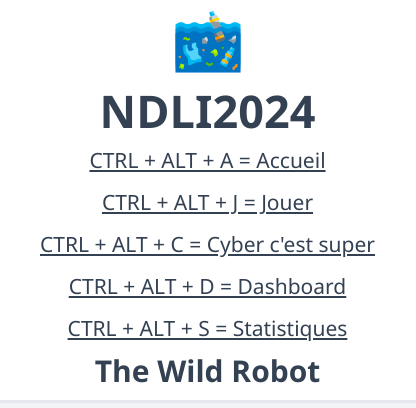 NDLI2024
CTRL + ALT + A = Accueil
CTRL + ALT + J = Jouer
CTRL + ALT + C = Cyber c'est super
CTRL + ALT + D = Dashboard
CTRL + ALT + S = Statistiques
The Wild Robot